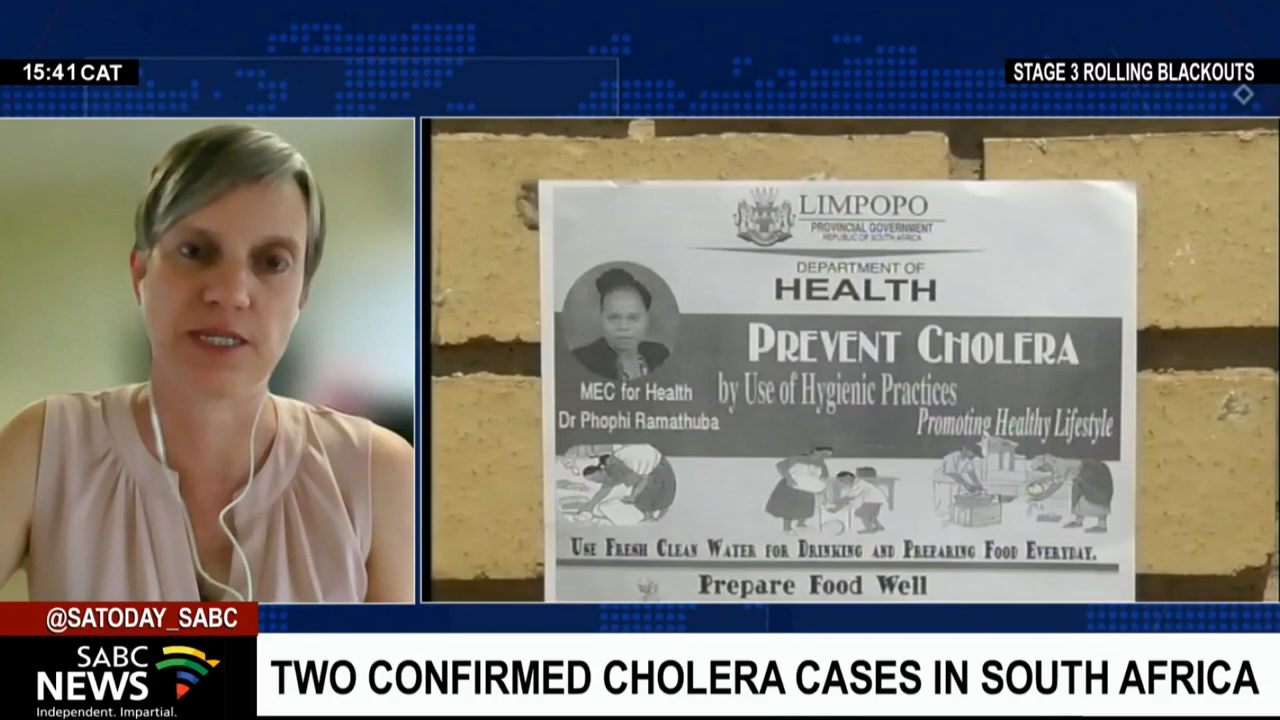 15:41 CAT
STAGE 3 ROLLING BLACKOUTS
LIMPOPO
PROVINCIAL GOVERNMENT
REPUBLIC OF SOUTH AFRICA
DEPARTMENT OF
HEALTH
PREVENT CHOLERA
by Use of Hygienic Practices
Promoting Healthy Lifestyle
MEC for Health
Dr Phophi Ramathuba
USE FRESH CLEAN WATER FOR DRINKING AND PREPARING FOOD EVERYDAY.
Prepare Food Well
@SATODAY_SABC
SABC
NEWS
Independent. Impartial.
TWO CONFIRMED CHOLERA CASES IN SOUTH AFRICA